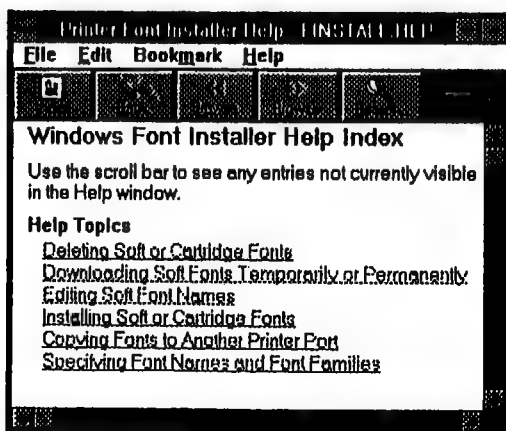 Printer Font Installer Help - FINSTALL.HLP
File Edit Bookmark Help
Windows Font Installer Help Index
Use the scroll bar to see any entries not currently visible
in the Help window.
Help Topics
Deleting Soft or Cartridge Fonts
Downloading Soft Fonts Temporarily or Permanently
Editing Soft Font Names
Installing Soft or Cartridge Fonts
Copying Fonts to Another Printer Port
Specifying Font Names and Font Families